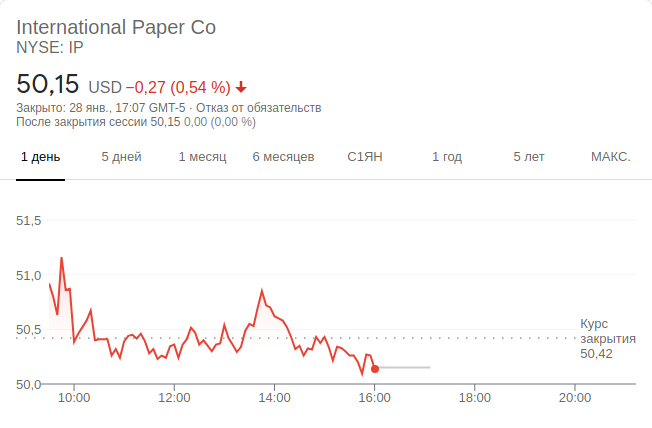 International Paper Co
NYSE: IP
50,15 USD −0,27 (0,54 %)
Закрыто: 28 янв., 17:07 GMT-5 · Отказ от обязательств
После закрытия сессии 50,15 0,00 (0,00 %)
1 день 5 дней 1 месяц 6 месяцев С1ЯН 1 год 5 лет МАКС.
51,5
51,0
50,5
50,0
Курс
закрытия
50,42
10:00 12:00 14:00 16:00 18:00 20:00